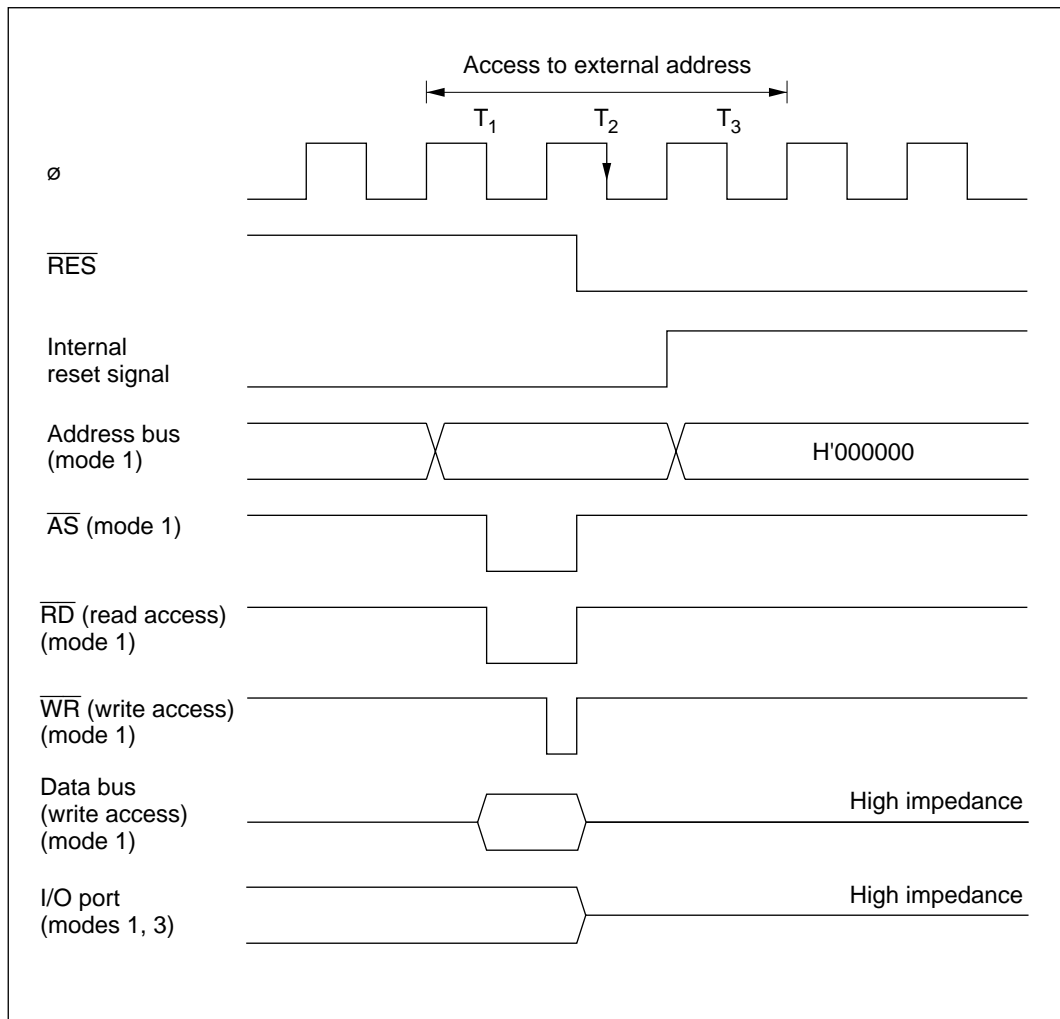 Access to external address
T1 T2 T3
ø
RES
Internal
reset signal
Address bus
(mode 1)
H'000000
AS (mode 1)
RD (read access)
(mode 1)
WR (write access)
(mode 1)
Data bus
(write access)
(mode 1)
High impedance
I/O port
(modes 1, 3)
High impedance